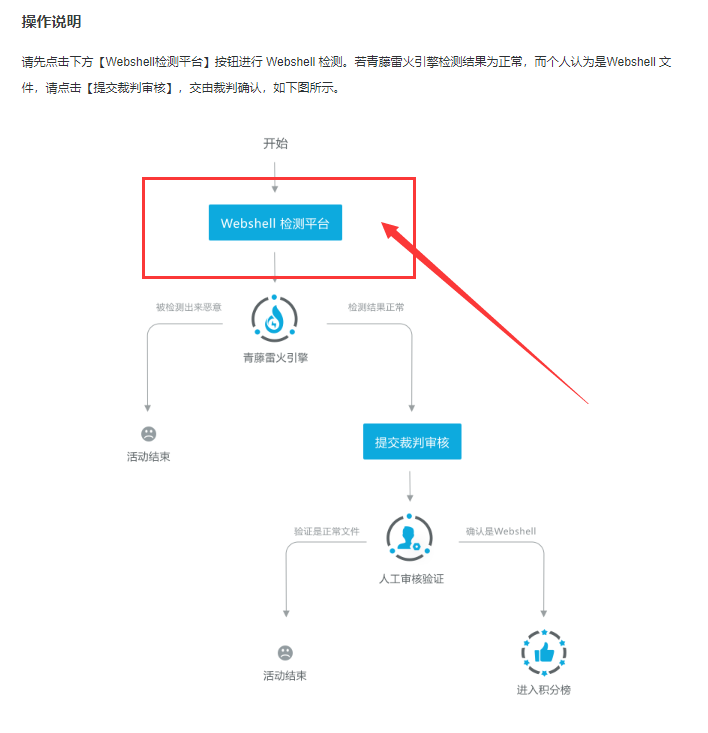 操作说明
请先点击下方【Webshell检测平台】按钮进行 Webshell 检测。若青藤雷火引擎检测结果为正常，而个人认为是Webshell 文
件，请点击【提交裁判审核】，交由裁判确认，如下图所示。
开始
Webshell 检测平台
被检测出来恶意
检测结果正常
青藤雷火引擎
提交裁判审核
活动结束
验证是正常文件
确认是Webshell
人工审核验证
活动结束
进入积分榜